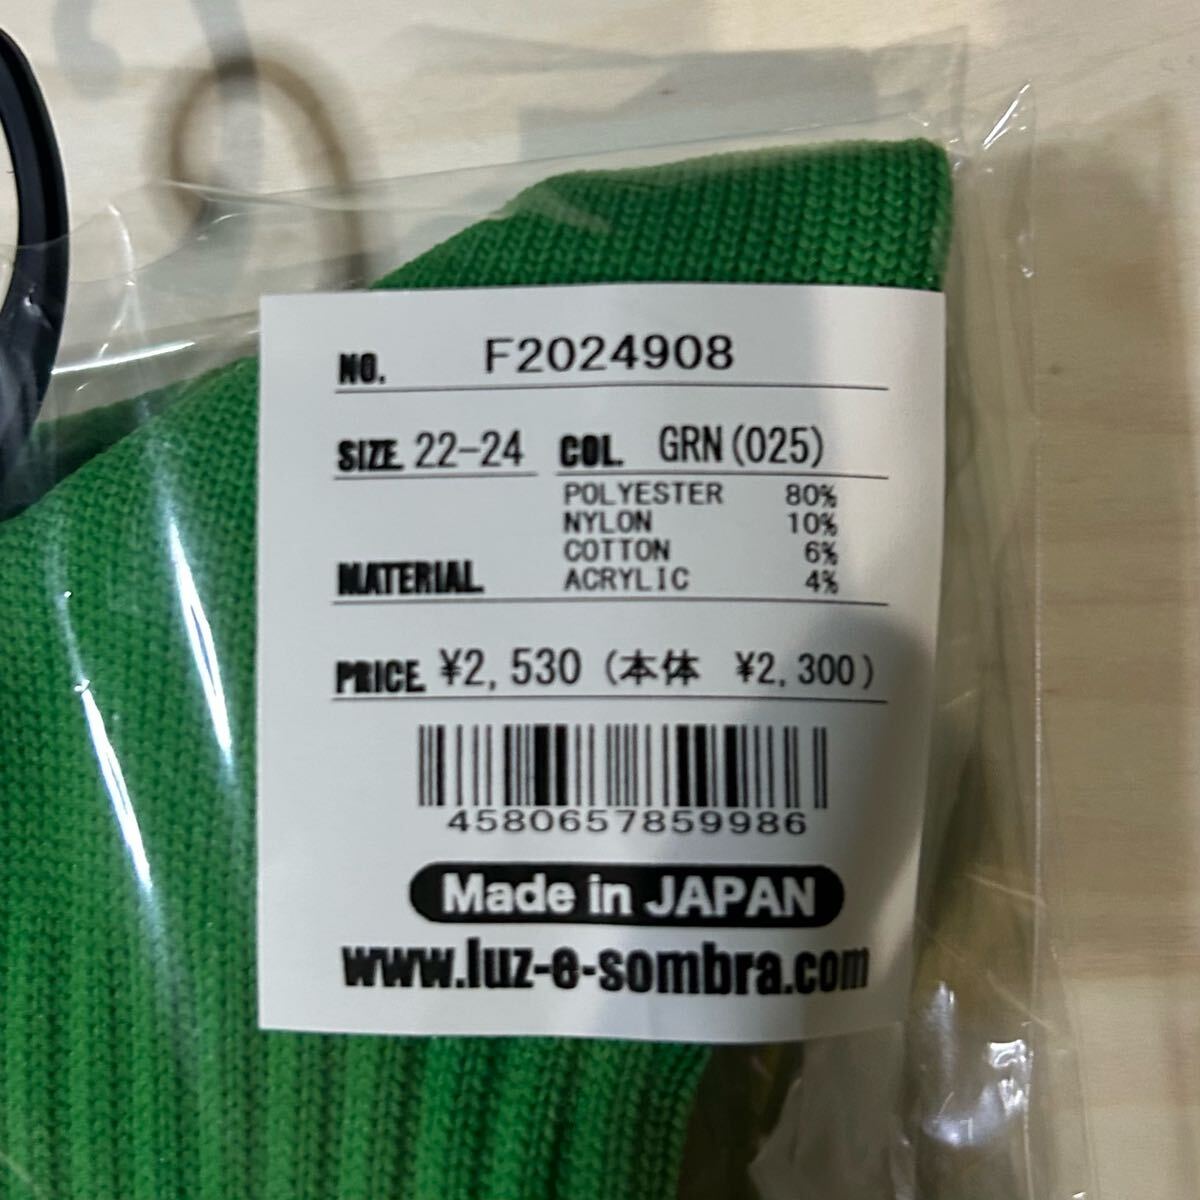 NO. F2024908
SIZE 22-24 COL. GRN(025)
POLYESTER 80%
NYLON 10%
COTTON 6%
MATERIAL ACRYLIC 4%
PRICE ¥2,530 (本体 ¥2,300)
4580657859986
Made in JAPAN
www.luz-e-sombra.com